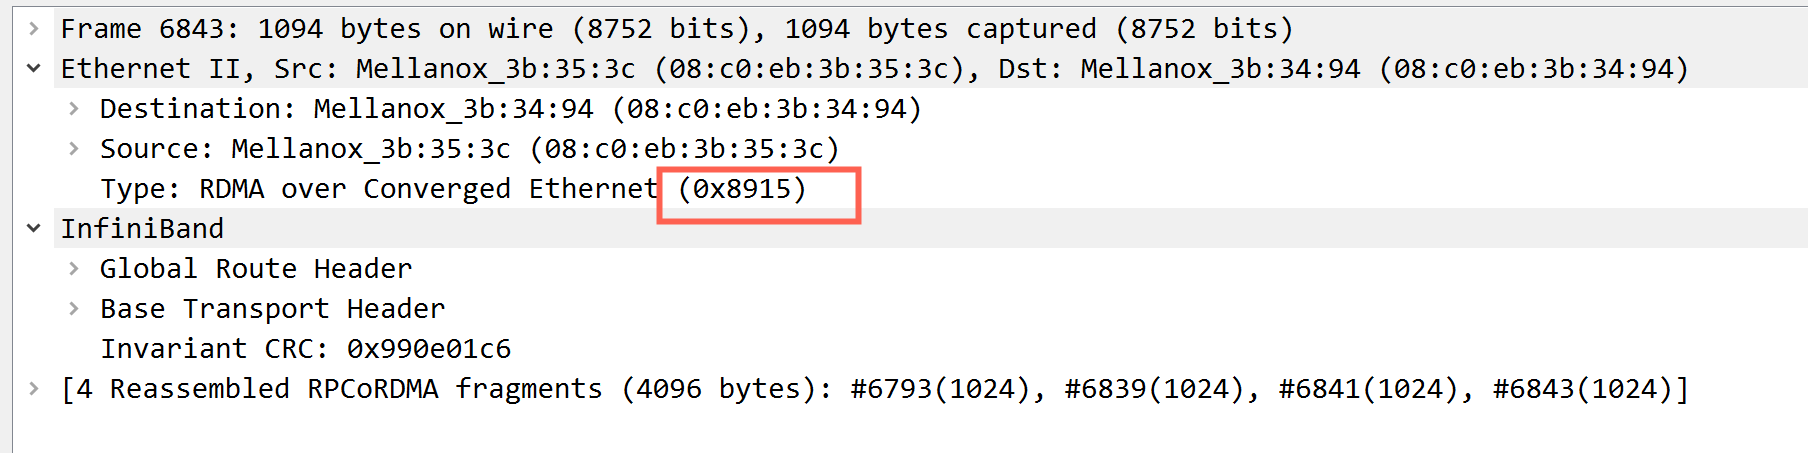 Frame 6843: 1094 bytes on wire (8752 bits), 1094 bytes captured (8752 bits)
Ethernet II, Src: Mellanox_3b:35:3c (08:c0:eb:3b:35:3c), Dst: Mellanox_3b:34:94 (08:c0:eb:3b:34:94)
Destination: Mellanox_3b:34:94 (08:c0:eb:3b:34:94)
Source: Mellanox_3b:35:3c (08:c0:eb:3b:35:3c)
Type: RDMA over Converged Ethernet (0x8915)
InfiniBand
Global Route Header
Base Transport Header
Invariant CRC: 0x990e01c6
[4 Reassembled RPCoRDMA fragments (4096 bytes): #6793(1024), #6839(1024), #6841(1024), #6843(1024)]